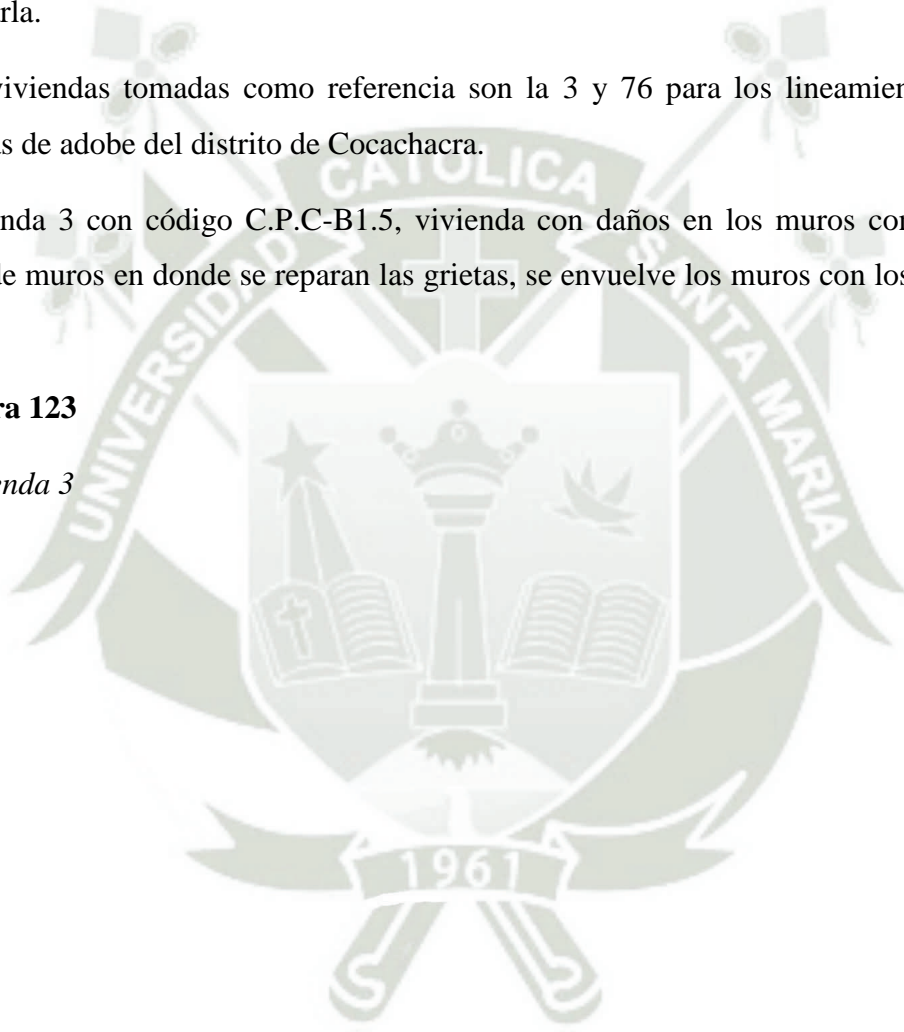 rla.
viviendas tomadas como referencia son la 3 y 76 para los lineamien
s de adobe del distrito de Cocachacra.
nda 3 con código C.P.C-B1.5, vivienda con daños en los muros con
de muros en donde se reparan las grietas, se envuelve los muros con los
ra 123
enda 3
UNIVERSIDAD CATOLICA SANTA MARIA
1961